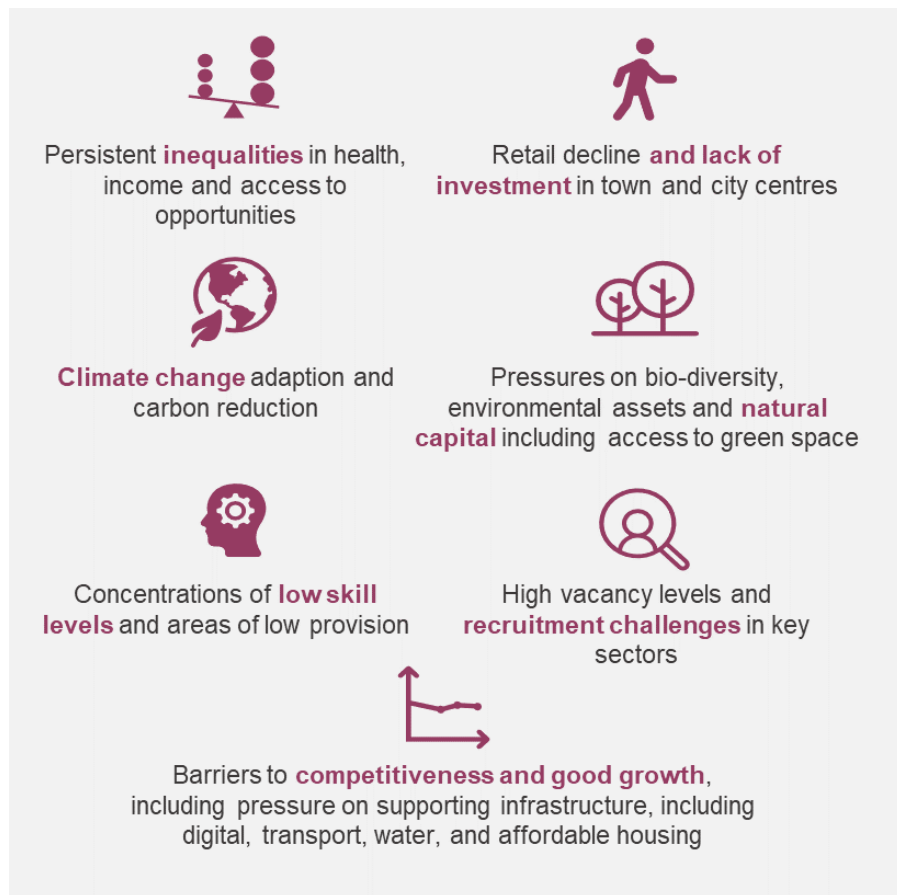 Persistent inequalities in health,
income and access to
opportunities
Retail decline and lack of
investment in town and city centres
Climate change adaption and
carbon reduction
Pressures on bio-diversity,
environmental assets and natural
capital including access to green space
Concentrations of low skill
levels and areas of low provision
High vacancy levels and
recruitment challenges in key
sectors
Barriers to competitiveness and good growth,
including pressure on supporting infrastructure, including
digital, transport, water, and affordable housing